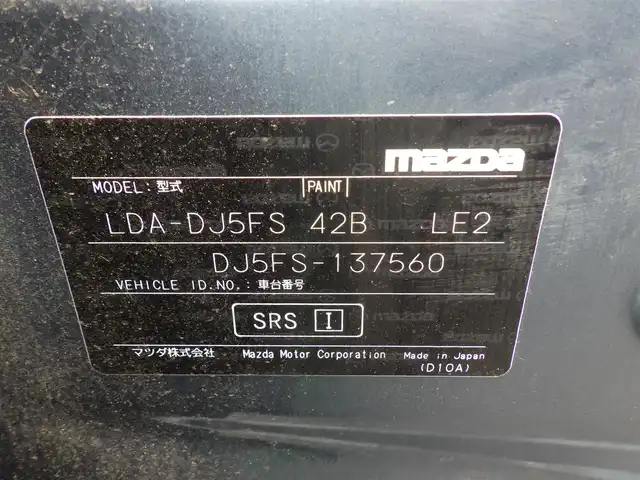 mazda
MODEL: 型式 PAINT
LDA-DJ5FS 42B LE2
DJ5FS-137560
VEHICLE ID.NO.: 車台番号
SRS I
マツダ株式会社 Mazda Motor Corporation Made in Japan
(D10A)